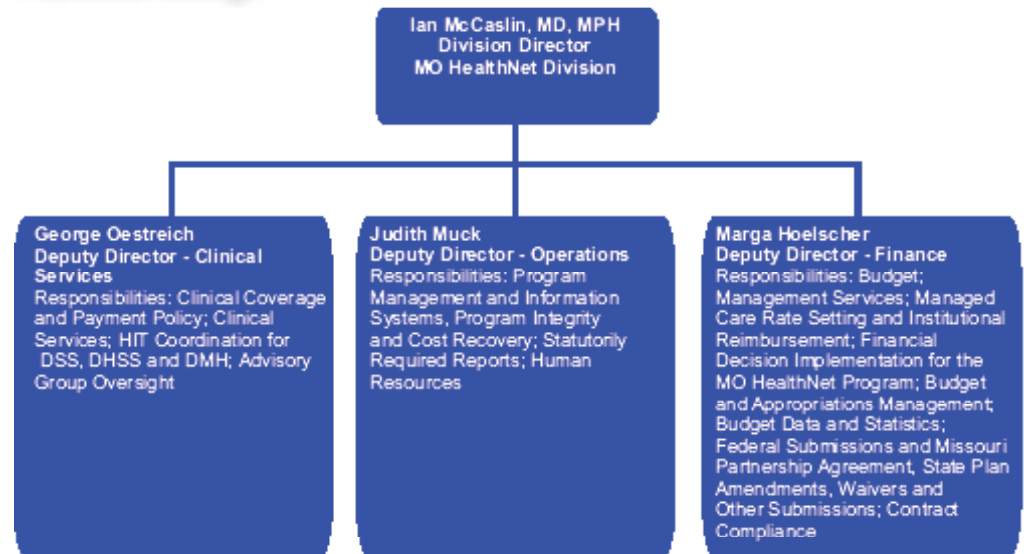 Ian McCaslin, MD, MPH
Division Director
MO HealthNet Division
George Oestreich
Deputy Director - Clinical
Services
Responsibilities: Clinical Coverage
and Payment Policy; Clinical
Services; HIT Coordination for
DSS, DHSS and DMH; Advisory
Group Oversight
Judith Muck
Deputy Director - Operations
Responsibilities: Program
Management and Information
Systems, Program Integrity
and Cost Recovery; Statutorily
Required Reports; Human
Resources
Marga Hoelscher
Deputy Director - Finance
Responsibilities: Budget;
Management Services; Managed
Care Rate Setting and Institutional
Reimbursement; Financial
Decision Implementation for the
MO HealthNet Program; Budget
and Appropriations Management;
Budget Data and Statistics;
Federal Submissions and Missouri
Partnership Agreement, State Plan
Amendments, Waivers and
Other Submissions; Contract
Compliance